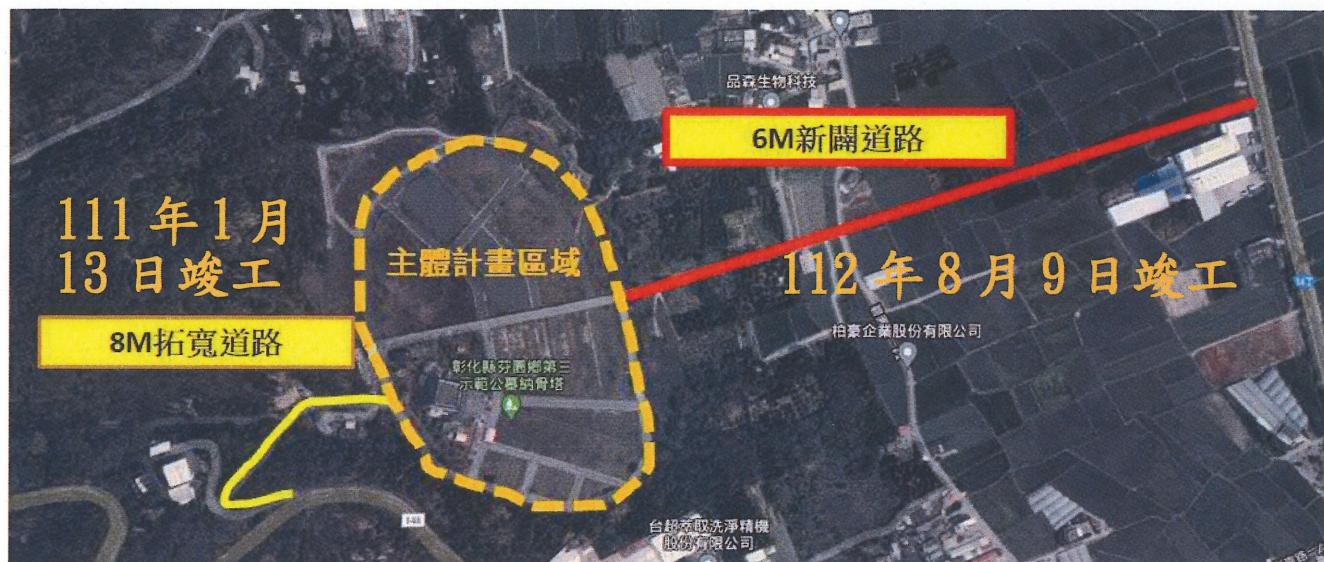 品森生物科技
6M新闢道路
111年1月
13日竣工
主體計畫區域
112年8月9日竣工
8M拓寬道路
柏豪企業股份有限公司
彰化縣芬園鄉第三
示範公墓納骨塔
台超萃取洗淨精機
股份有限公司